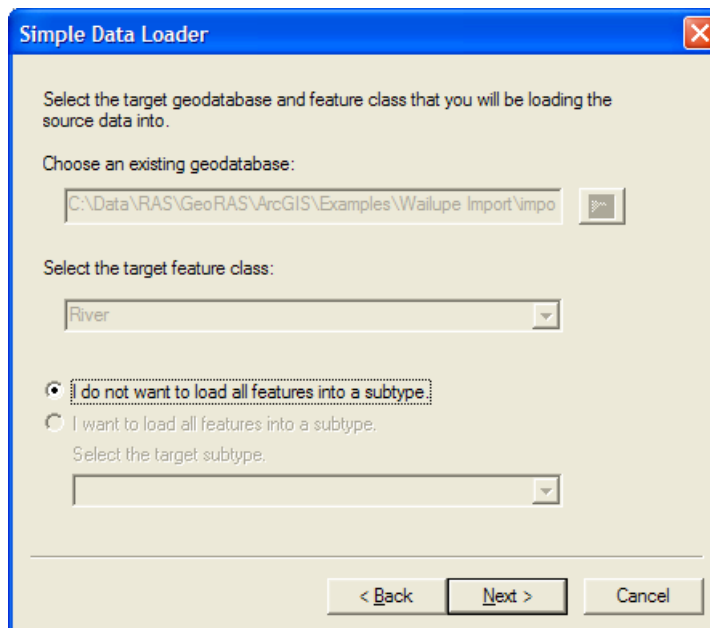 Simple Data Loader
Select the target geodatabase and feature class that you will be loading the
source data into.
Choose an existing geodatabase:
C:\Data\RAS\GeoRAS\ArcGIS\Examples\Wailupe Import\impo
Select the target feature class:
River
I do not want to load all features into a subtype.
I want to load all features into a subtype.
Select the target subtype.
< Back
Next >
Cancel